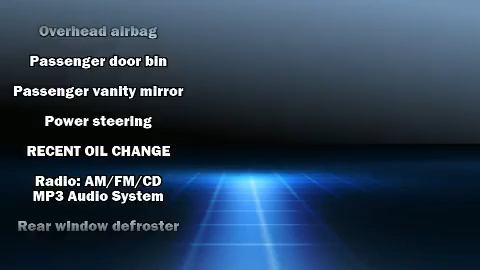 Overhead airbag
Passenger door bin
Passenger vanity mirror
Power steering
RECENT OIL CHANGE
Radio: AM/FM/CD
MP3 Audio System
Rear window defroster